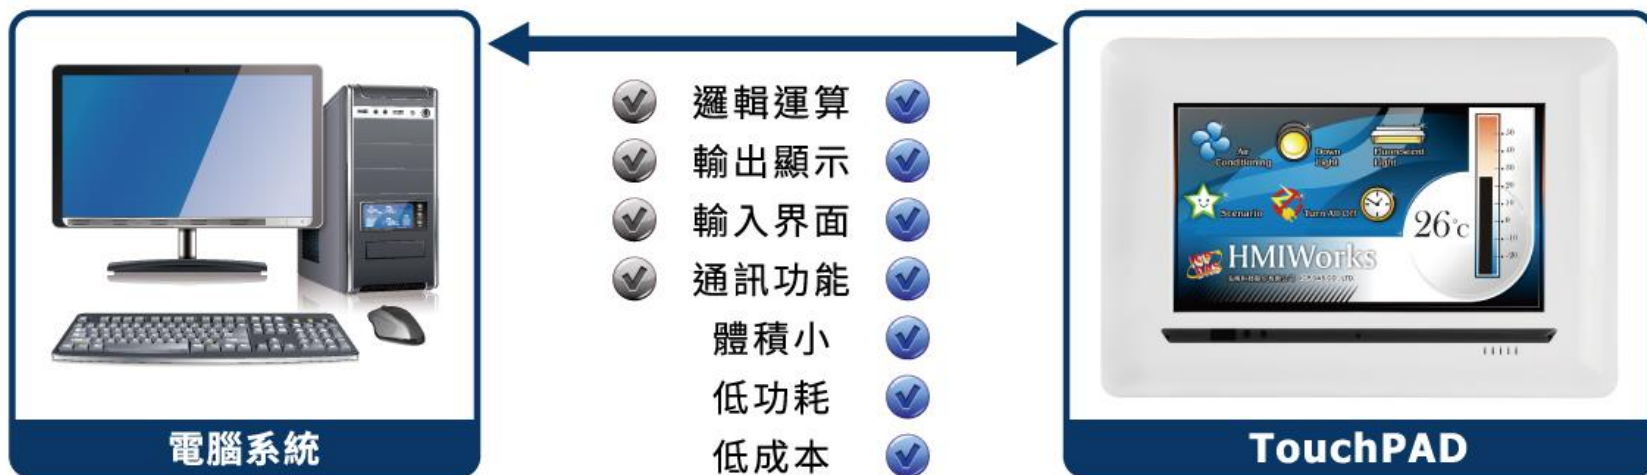 邏輯運算
輸出顯示
輸入界面
通訊功能
體積小
低功耗
低成本
電腦系統
Air
Conditioning
Down
Light
Fluorescent
Light
Scenario
Turn All Off
26°c
HMIWorks
TouchPAD